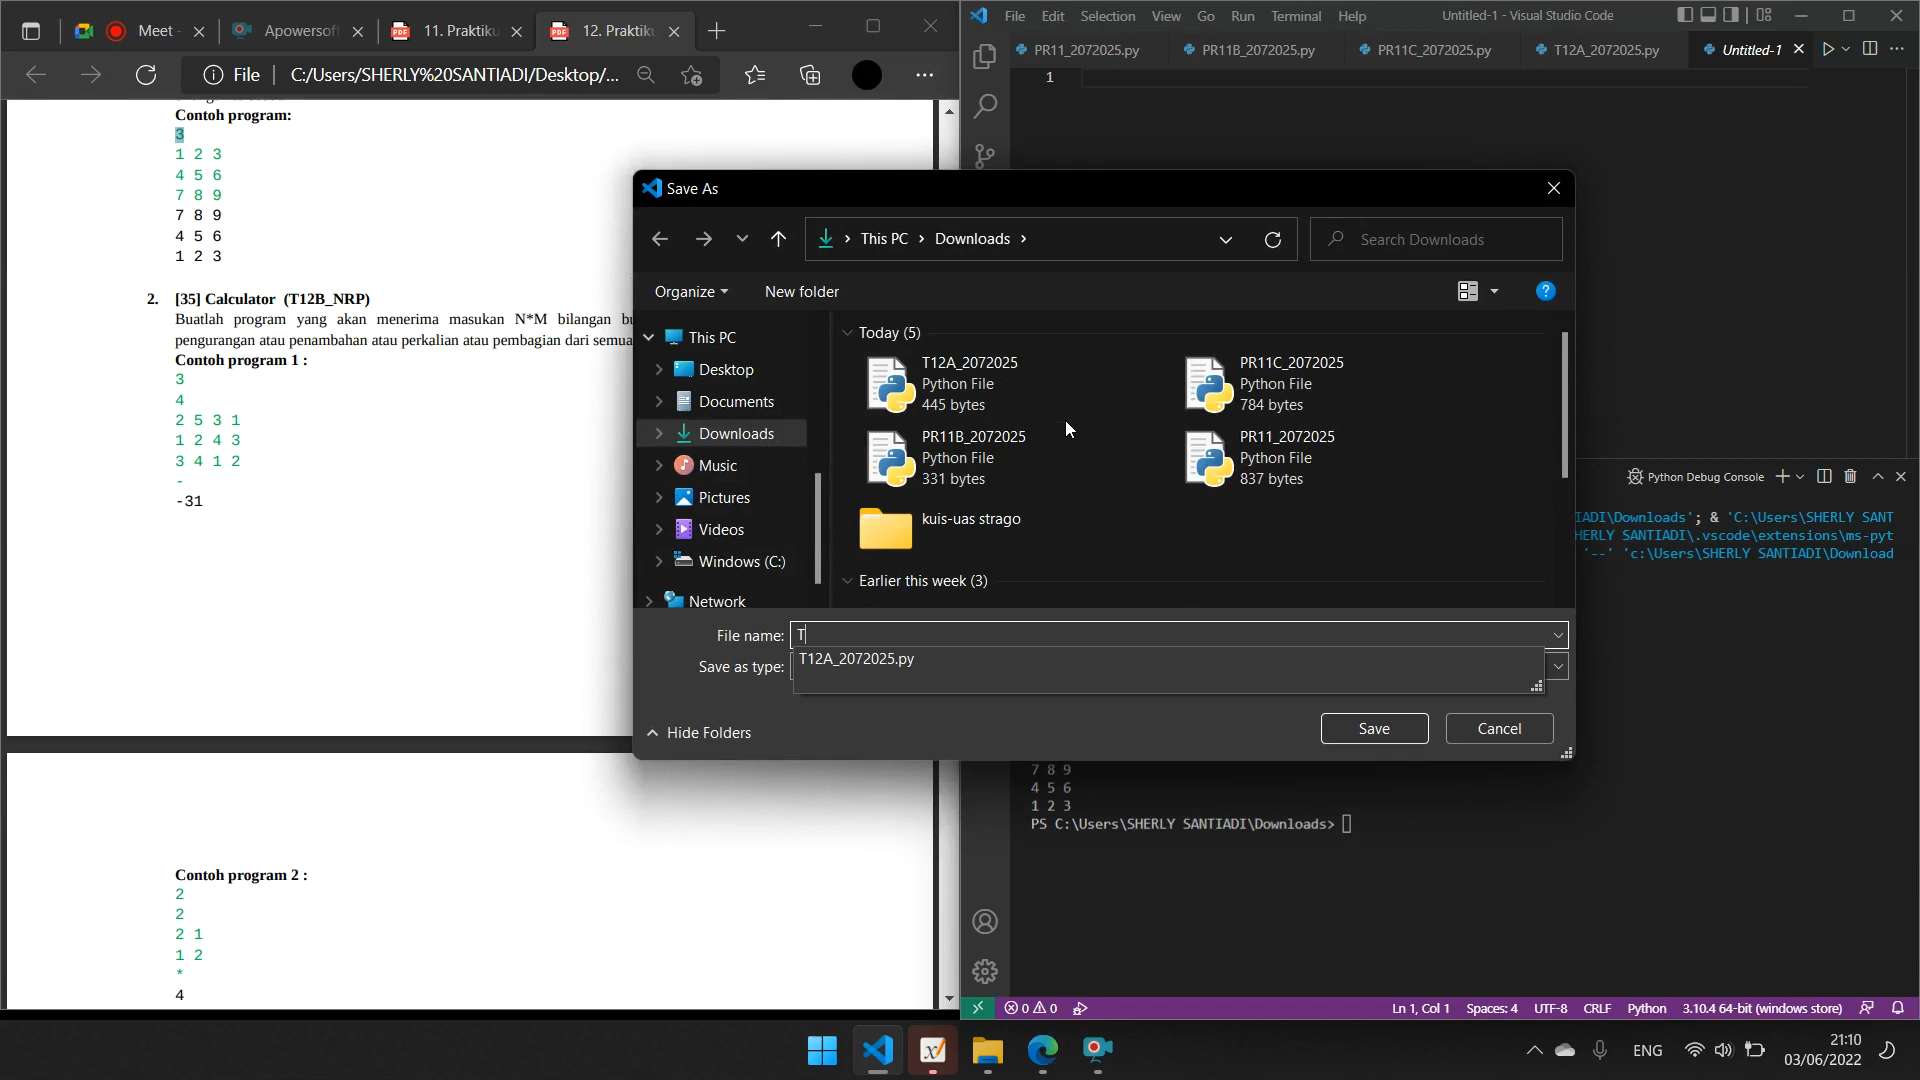 Meet
Apowersoft
11. Praktiku
12. Praktiku
File
C:/Users/SHERLY%20SANTIADI/Desktop/...
Contoh program:
3
1 2 3
4 5 6
7 8 9
7 8 9
4 5 6
1 2 3
2. [35] Calculator (T12B_NRP)
Buatlah program yang akan menerima masukan N*M bilangan bu
pengurangan atau penambahan atau perkalian atau pembagian dari semua
Contoh program 1 :
3
4
2 5 3 1
1 2 4 3
3 4 1 2
-
-31
Contoh program 2 :
2
2
2 1
1 2
*
4
File Edit Selection View Go Run Terminal Help
Untitled-1 - Visual Studio Code
PR11_2072025.py
PR11B_2072025.py
PR11C_2072025.py
T12A_2072025.py
Untitled-1
1
Save As
This PC
Downloads
Search Downloads
Organize
New folder
This PC
Desktop
Documents
Downloads
Music
Pictures
Videos
Windows (C:)
Network
Today (5)
T12A_2072025
Python File
445 bytes
PR11C_2072025
Python File
784 bytes
PR11B_2072025
Python File
331 bytes
PR11_2072025
Python File
837 bytes
kuis-uas strago
Earlier this week (3)
File name: T
T12A_2072025.py
Save as type:
Hide Folders
Save
Cancel
Python Debug Console
IADI\Downloads'; & 'C:\Users\SHERLY SANT
HERLY SANTIADI\.vscode\extensions\ms-pyt
'--' 'c:\Users\SHERLY SANTIADI\Download
7 8 9
4 5 6
1 2 3
PS C:\Users\SHERLY SANTIADI\Downloads>
0 0
Ln 1, Col 1
Spaces: 4
UTF-8
CRLF
Python
3.10.4 64-bit (windows store)
ENG
21:10
03/06/2022